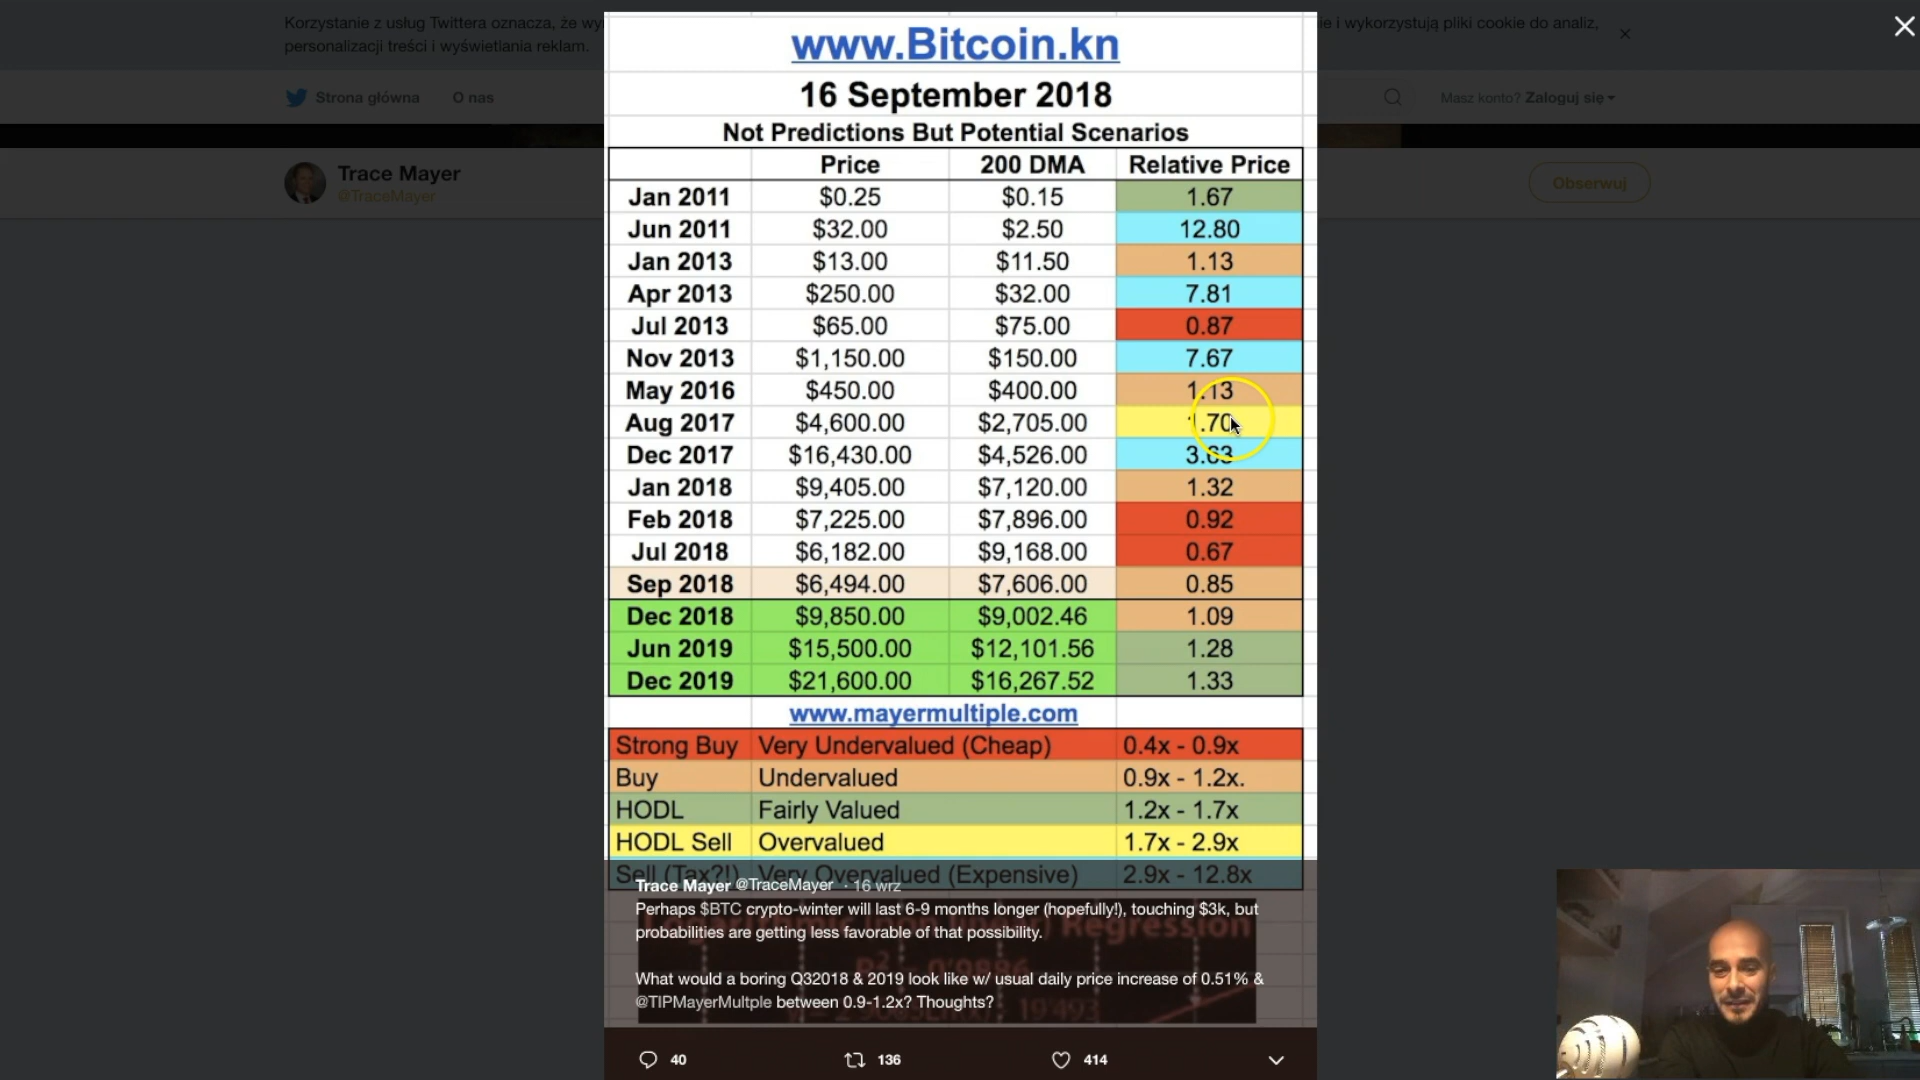 Korzystanie z usług Twittera oznacza, że wy
ie i wykorzystują pliki cookie do analiz,
personalizacji treści i wyświetlania reklam.
Strona główna O nas
Masz konto? Zaloguj się
Trace Mayer
@TraceMayer
Obserwuj
www.Bitcoin.kn
16 September 2018
Not Predictions But Potential Scenarios
Price 200 DMA Relative Price
Jan 2011 $0.25 $0.15 1.67
Jun 2011 $32.00 $2.50 12.80
Jan 2013 $13.00 $11.50 1.13
Apr 2013 $250.00 $32.00 7.81
Jul 2013 $65.00 $75.00 0.87
Nov 2013 $1,150.00 $150.00 7.67
May 2016 $450.00 $400.00 1.13
Aug 2017 $4,600.00 $2,705.00 1.70
Dec 2017 $16,430.00 $4,526.00 3.63
Jan 2018 $9,405.00 $7,120.00 1.32
Feb 2018 $7,225.00 $7,896.00 0.92
Jul 2018 $6,182.00 $9,168.00 0.67
Sep 2018 $6,494.00 $7,606.00 0.85
Dec 2018 $9,850.00 $9,002.46 1.09
Jun 2019 $15,500.00 $12,101.56 1.28
Dec 2019 $21,600.00 $16,267.52 1.33
www.mayermultiple.com
Strong Buy Very Undervalued (Cheap) 0.4x - 0.9x
Buy Undervalued 0.9x - 1.2x.
HODL Fairly Valued 1.2x - 1.7x
HODL Sell Overvalued 1.7x - 2.9x
Sell (Tax?!) Very Overvalued (Expensive) 2.9x - 12.8x
Trace Mayer @TraceMayer · 16 wrz
Perhaps $BTC crypto-winter will last 6-9 months longer (hopefully!), touching $3k, but
probabilities are getting less favorable of that possibility.
Regression
What would a boring Q32018 & 2019 look like w/ usual daily price increase of 0.51% &
@TIPMayerMultple between 0.9-1.2x? Thoughts?
19'493
40 136 414